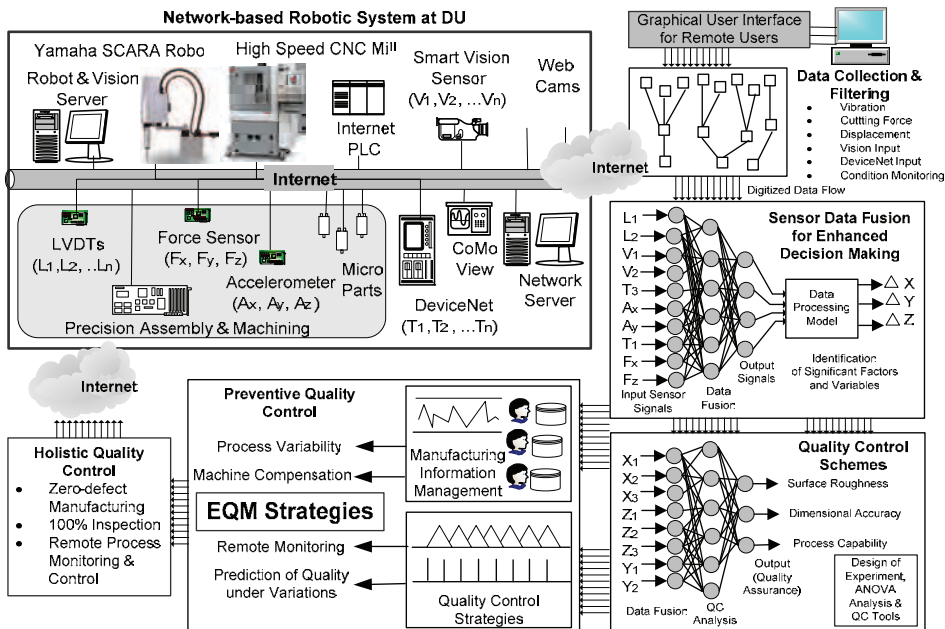 Network-based Robotic System at DU
Yamaha SCARA Robo
High Speed CNC Mill
Robot & Vision
Server
Internet
PLC
Smart Vision
Sensor
(V1, V2, ...Vn)
Web
Cams
Internet
Internet
LVDTs
(L1,L2, ..Ln)
Force Sensor
(Fx, Fy, Fz)
Accelerometer
(Ax, Ay, Az)
Micro
Parts
Precision Assembly & Machining
DeviceNet
(T1,T2, ...Tn)
CoMo
View
Network
Server
Graphical User Interface
for Remote Users
Data Collection &
Filtering
• Vibration
• Cuttting Force
• Displacement
• Vision Input
• DeviceNet Input
• Condition Monitoring
Digitized Data Flow
Sensor Data Fusion
for Enhanced
Decision Making
L1
L2
V1
V2
T3
Ax
Ay
T1
Fx
Fz
Input Sensor
Signals
Data
Fusion
Output
Signals
Data
Processing
Model
△ X
△ Y
△ Z
Identification
of Significant Factors
and Variables
Quality Control
Schemes
X1
X2
X3
Z1
Z2
Z3
Y1
Y2
Data Fusion
QC
Analysis
Output
(Quality
Assurance)
Surface Roughness
Dimensional Accuracy
Process Capability
Design of
Experiment,
ANOVA
Analysis &
QC Tools
Preventive Quality
Control
Process Variability
Machine Compensation
Manufacturing
Information
Management
EQM Strategies
Remote Monitoring
Prediction of Quality
under Variations
Quality Control
Strategies
Internet
Holistic Quality
Control
• Zero-defect
Manufacturing
• 100% Inspection
• Remote Process
Monitoring &
Control